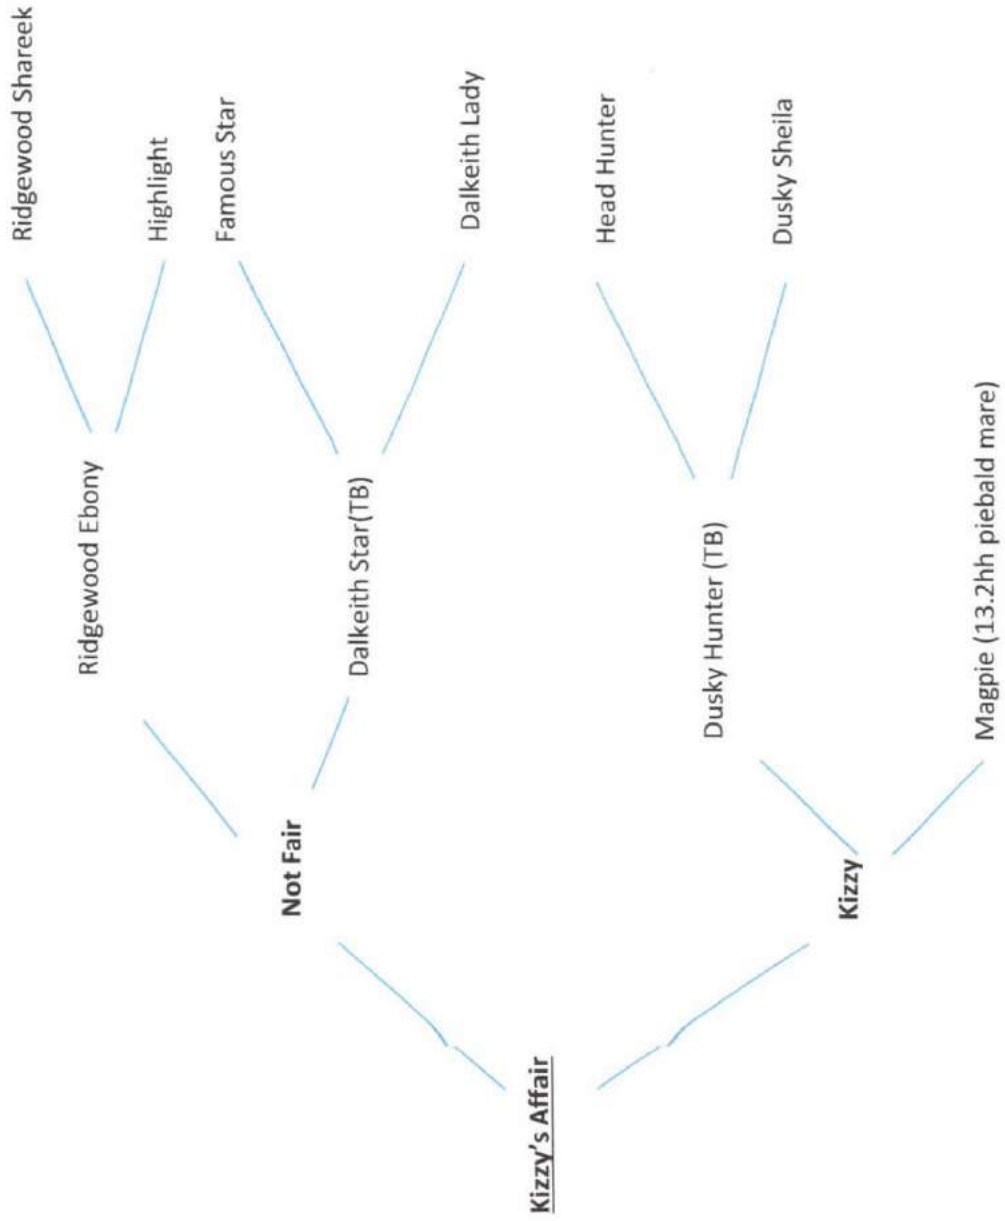 Ridgewood Shareek
Ridgewood Ebony
Highlight
Famous Star
Not Fair
Dalkeith Star(TB)
Dalkeith Lady
Kizzy's Affair
Head Hunter
Dusky Hunter (TB)
Dusky Sheila
Kizzy
Magpie (13.2hh piebald mare)